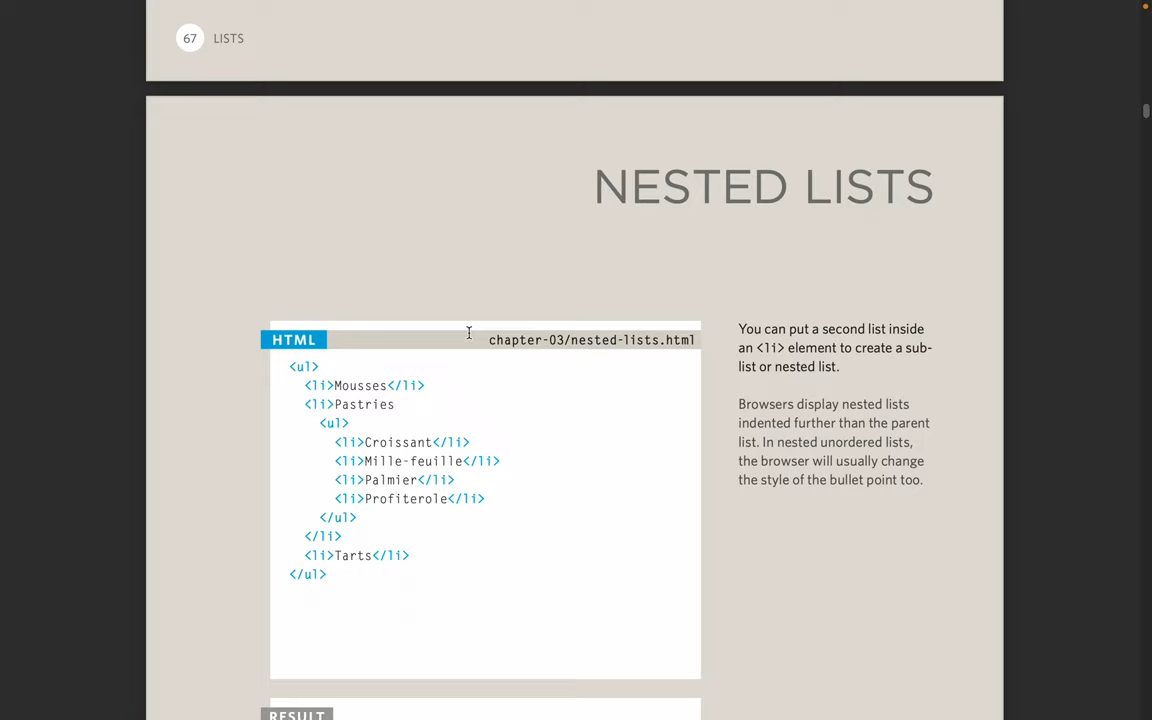 67 LISTS
NESTED LISTS
HTML chapter-03/nested-lists.html
<ul>
<li>Mousses</li>
<li>Pastries
<ul>
<li>Croissant</li>
<li>Mille-feuille</li>
<li>Palmier</li>
<li>Profiterole</li>
</ul>
</li>
<li>Tarts</li>
</ul>
You can put a second list inside
an <li> element to create a sub-
list or nested list.
Browsers display nested lists
indented further than the parent
list. In nested unordered lists,
the browser will usually change
the style of the bullet point too.
RESULT